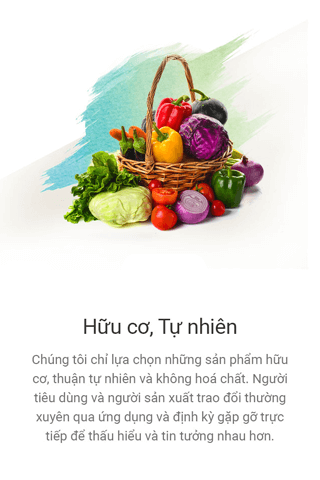 Hữu cơ, Tự nhiên
Chúng tôi chỉ lựa chọn những sản phẩm hữu
cơ, thuận tự nhiên và không hoá chất. Người
tiêu dùng và người sản xuất trao đổi thường
xuyên qua ứng dụng và định kỳ gặp gỡ trực
tiếp để thấu hiểu và tin tưởng nhau hơn.